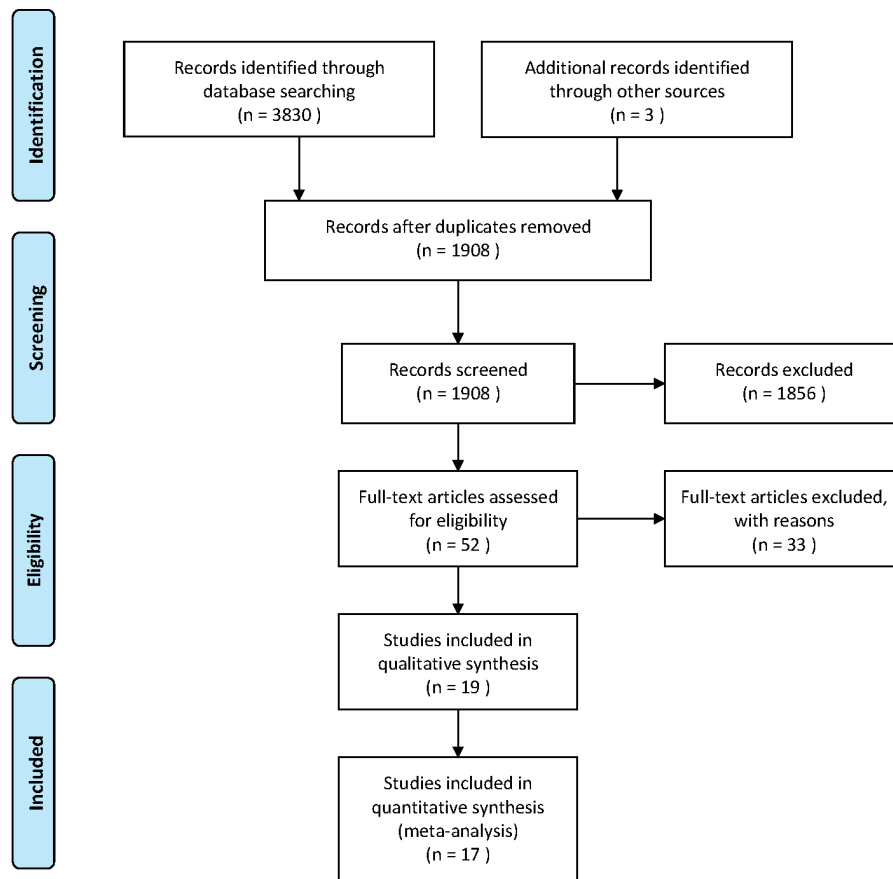 Identification
Records identified through
database searching
(n = 3830 )
Additional records identified
through other sources
(n = 3 )
Records after duplicates removed
(n = 1908 )
Screening
Records screened
(n = 1908 )
Records excluded
(n = 1856 )
Eligibility
Full-text articles assessed
for eligibility
(n = 52 )
Full-text articles excluded,
with reasons
(n = 33 )
Studies included in
qualitative synthesis
(n = 19 )
Included
Studies included in
quantitative synthesis
(meta-analysis)
(n = 17 )